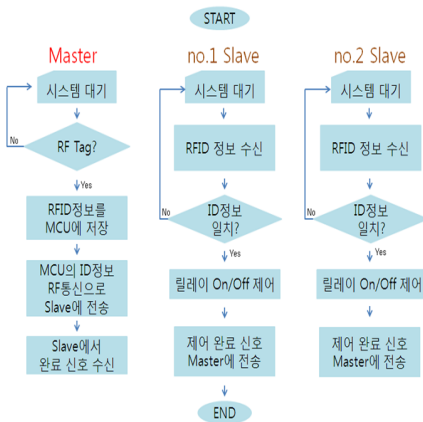 START
Master
시스템 대기
RF Tag?
No
Yes
RFID정보를
MCU에 저장
MCU의 ID정보
RF통신으로
Slave에 전송
Slave에서
완료 신호 수신
no.1 Slave
시스템 대기
RFID 정보 수신
ID정보
일치?
No
Yes
릴레이 On/Off 제어
제어 완료 신호
Master에 전송
END
no.2 Slave
시스템 대기
RFID 정보 수신
ID정보
일치?
No
Yes
릴레이 On/Off 제어
제어 완료 신호
Master에 전송